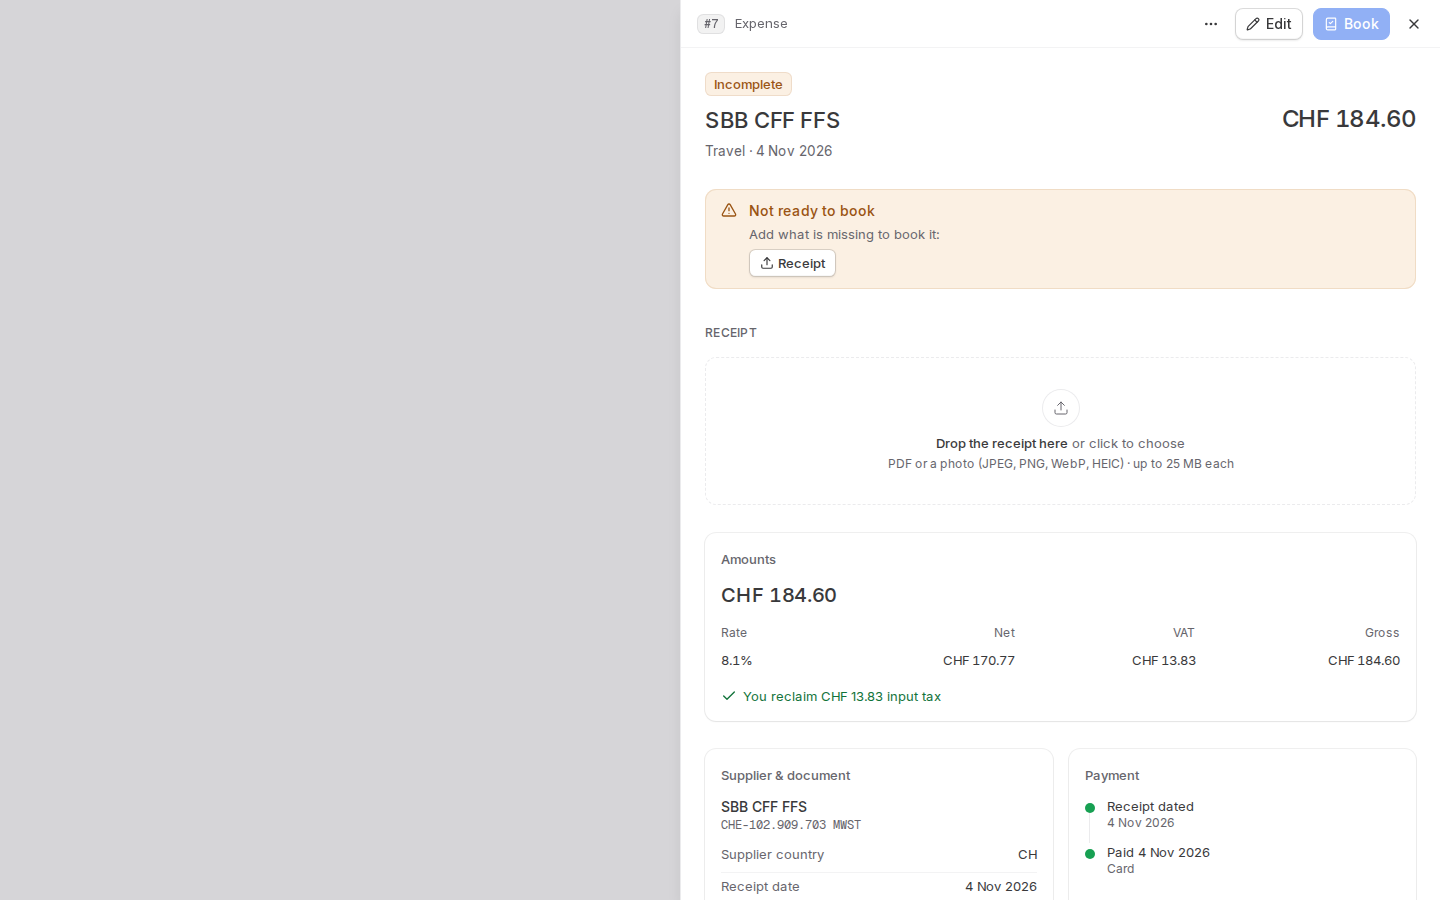 #7 Expense
Edit
Book
Incomplete
SBB CFF FFS
CHF 184.60
Travel · 4 Nov 2026
Not ready to book
Add what is missing to book it:
Receipt
RECEIPT
Drop the receipt here or click to choose
PDF or a photo (JPEG, PNG, WebP, HEIC) · up to 25 MB each
Amounts
CHF 184.60
Rate Net VAT Gross
8.1% CHF 170.77 CHF 13.83 CHF 184.60
You reclaim CHF 13.83 input tax
Supplier & document
SBB CFF FFS
CHE-102.909.703 MWST
Supplier country CH
Receipt date 4 Nov 2026
Payment
Receipt dated
4 Nov 2026
Paid 4 Nov 2026
Card